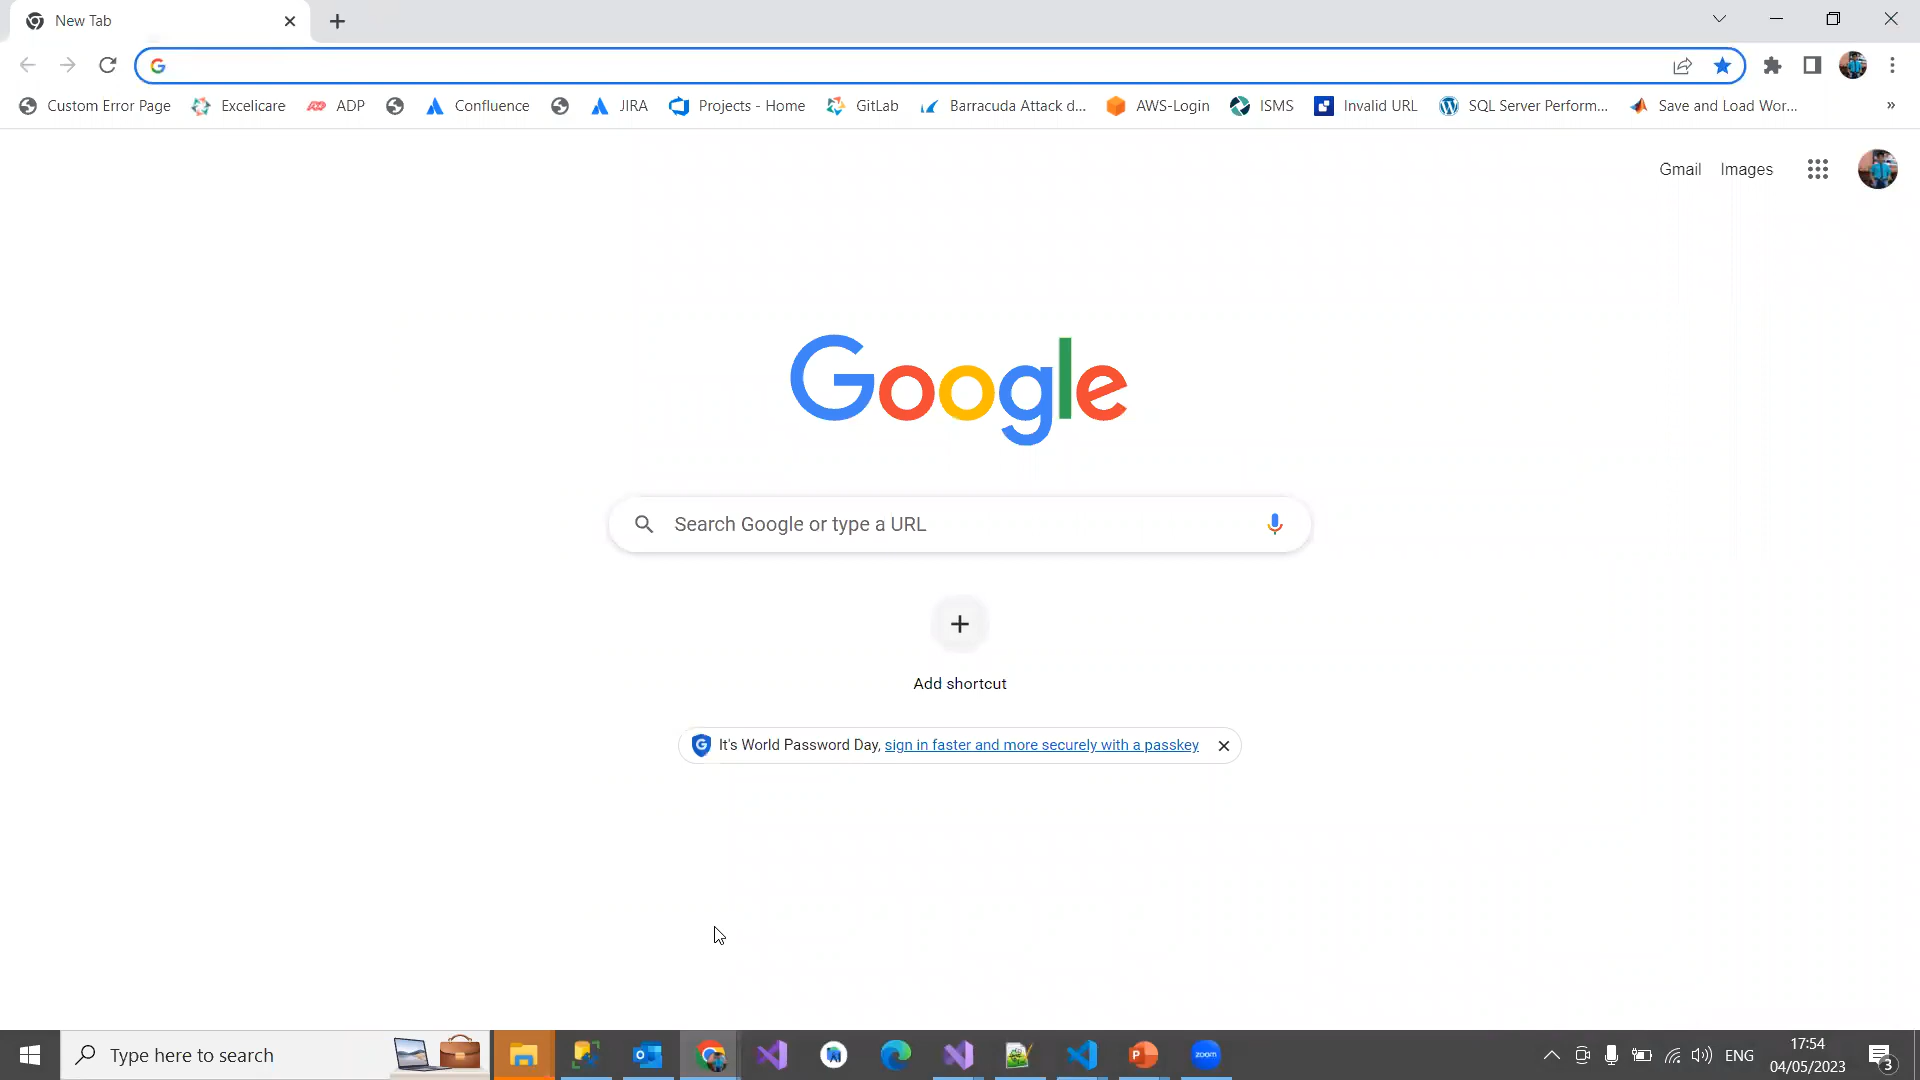 New Tab
Custom Error Page Excelicare ADP Confluence JIRA Projects - Home GitLab Barracuda Attack d... AWS-Login ISMS Invalid URL SQL Server Perform... Save and Load Wor... »
Gmail Images
Google
Search Google or type a URL
Add shortcut
It's World Password Day, sign in faster and more securely with a passkey
Type here to search
zoom
ENG
17:54
04/05/2023
3